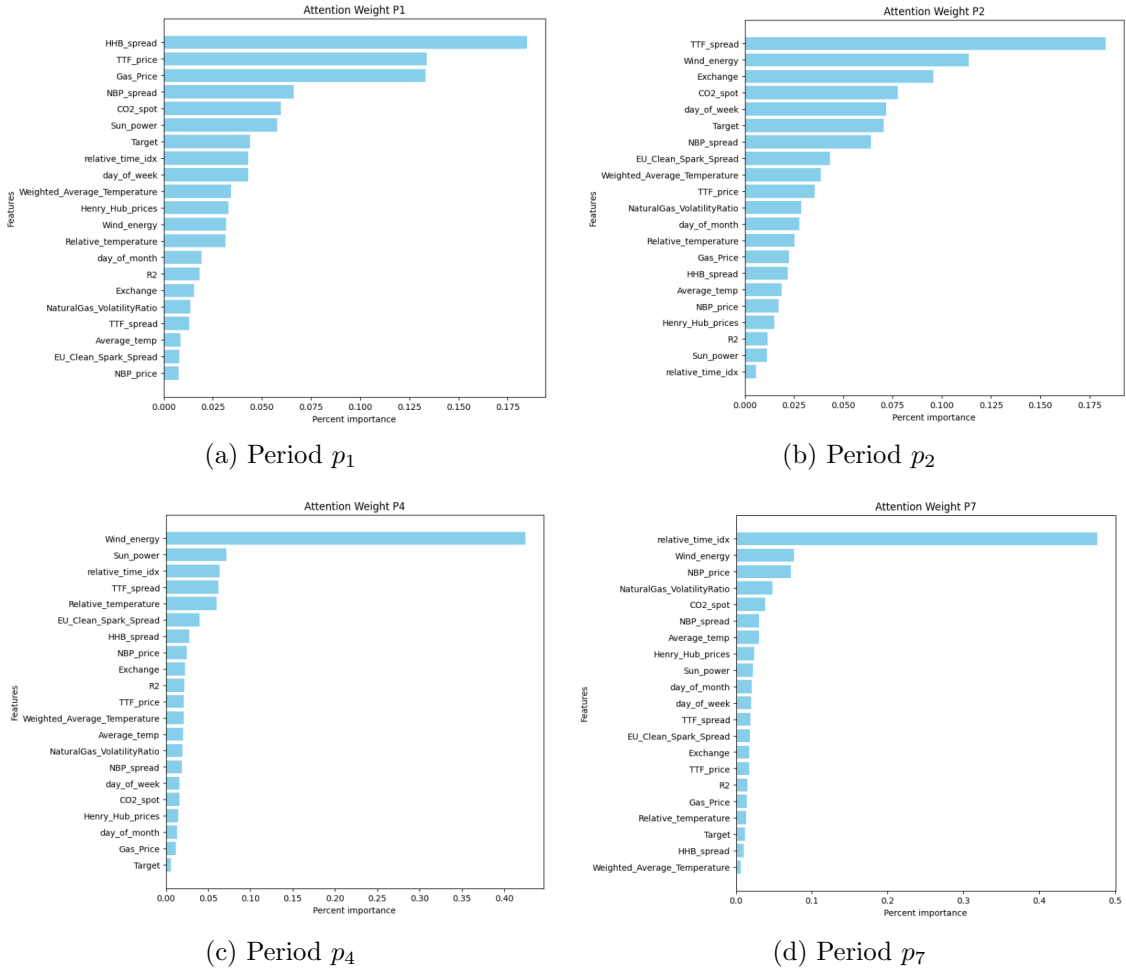 Attention Weight P1
HHB_spread
TTF_price
Gas_Price
NBP_spread
CO2_spot
Sun_power
Target
relative_time_idx
day_of_week
Weighted_Average_Temperature
Henry_Hub_prices
Wind_energy
Relative_temperature
day_of_month
R2
Exchange
NaturalGas_VolatilityRatio
TTF_spread
Average_temp
EU_Clean_Spark_Spread
NBP_price
Features
0.000 0.025 0.050 0.075 0.100 0.125 0.150 0.175
Percent importance
(a) Period p1
Attention Weight P2
TTF_spread
Wind_energy
Exchange
CO2_spot
day_of_week
Target
NBP_spread
EU_Clean_Spark_Spread
Weighted_Average_Temperature
TTF_price
NaturalGas_VolatilityRatio
day_of_month
Relative_temperature
Gas_Price
HHB_spread
Average_temp
NBP_price
Henry_Hub_prices
R2
Sun_power
relative_time_idx
Features
0.000 0.025 0.050 0.075 0.100 0.125 0.150 0.175
Percent importance
(b) Period p2
Attention Weight P4
Wind_energy
Sun_power
relative_time_idx
TTF_spread
Relative_temperature
EU_Clean_Spark_Spread
HHB_spread
NBP_price
Exchange
R2
TTF_price
Weighted_Average_Temperature
Average_temp
NaturalGas_VolatilityRatio
NBP_spread
day_of_week
CO2_spot
Henry_Hub_prices
day_of_month
Gas_Price
Target
Features
0.00 0.05 0.10 0.15 0.20 0.25 0.30 0.35 0.40
Percent importance
(c) Period p4
Attention Weight P7
relative_time_idx
Wind_energy
NBP_price
NaturalGas_VolatilityRatio
CO2_spot
NBP_spread
Average_temp
Henry_Hub_prices
Sun_power
day_of_month
day_of_week
TTF_spread
EU_Clean_Spark_Spread
Exchange
TTF_price
R2
Gas_Price
Relative_temperature
Target
HHB_spread
Weighted_Average_Temperature
Features
0.0 0.1 0.2 0.3 0.4 0.5
Percent importance
(d) Period p7